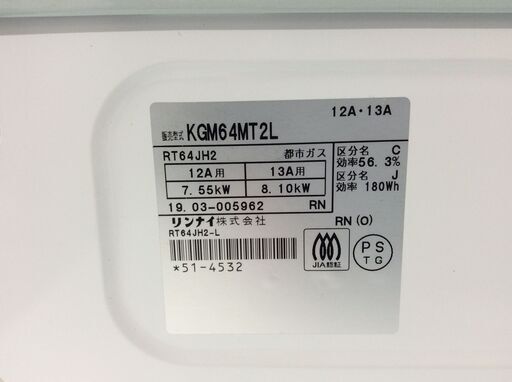 12A・13A
販売型式 KGM64MT2L
RT64JH2 都市ガス
12A用 13A用
7.55kW 8.10kW
区分名 C
効率56.3%
区分名 J
効率 180Wh
19.03-005962 RN
リンナイ株式会社 RN(O)
RT64JH2-L
*51-4532
JIA認証
PS
TG